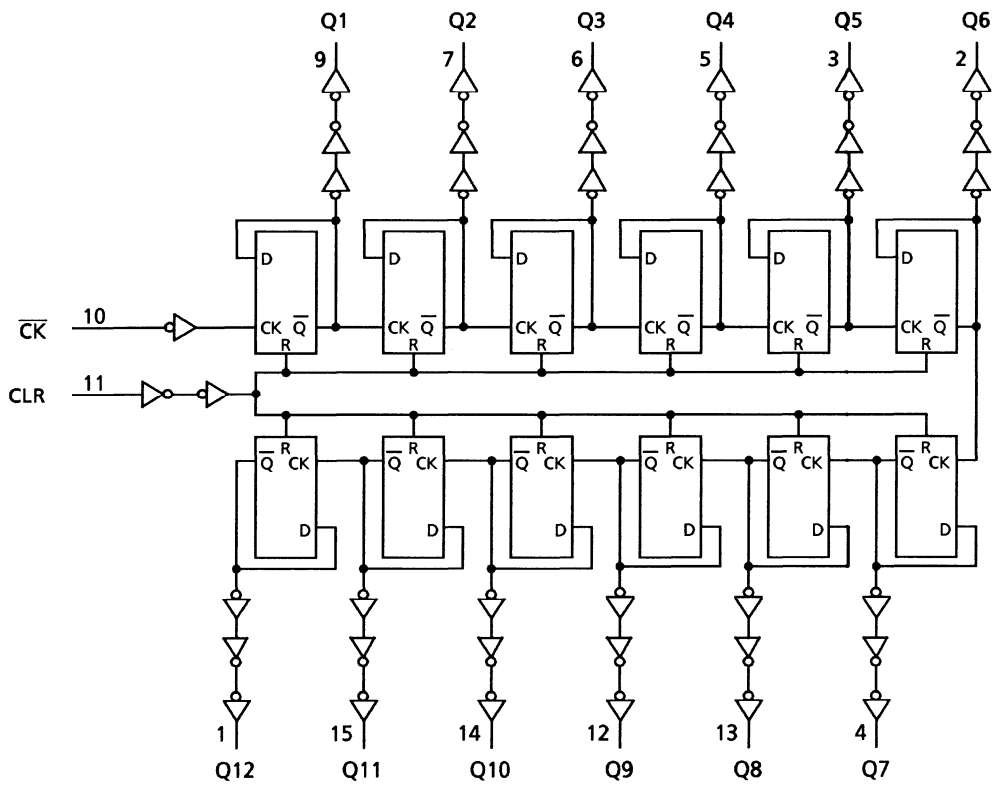 Q1 Q2 Q3 Q4 Q5 Q6
9 7 6 5 3 2
D D D D D D
C̅K̅ 10 CK Q̅ CK Q̅ CK Q̅ CK Q̅ CK Q̅ CK Q̅
R R R R R R
CLR 11
R R R R R R
Q̅ CK Q̅ CK Q̅ CK Q̅ CK Q̅ CK Q̅ CK
D D D D D D
1 15 14 12 13 4
Q12 Q11 Q10 Q9 Q8 Q7